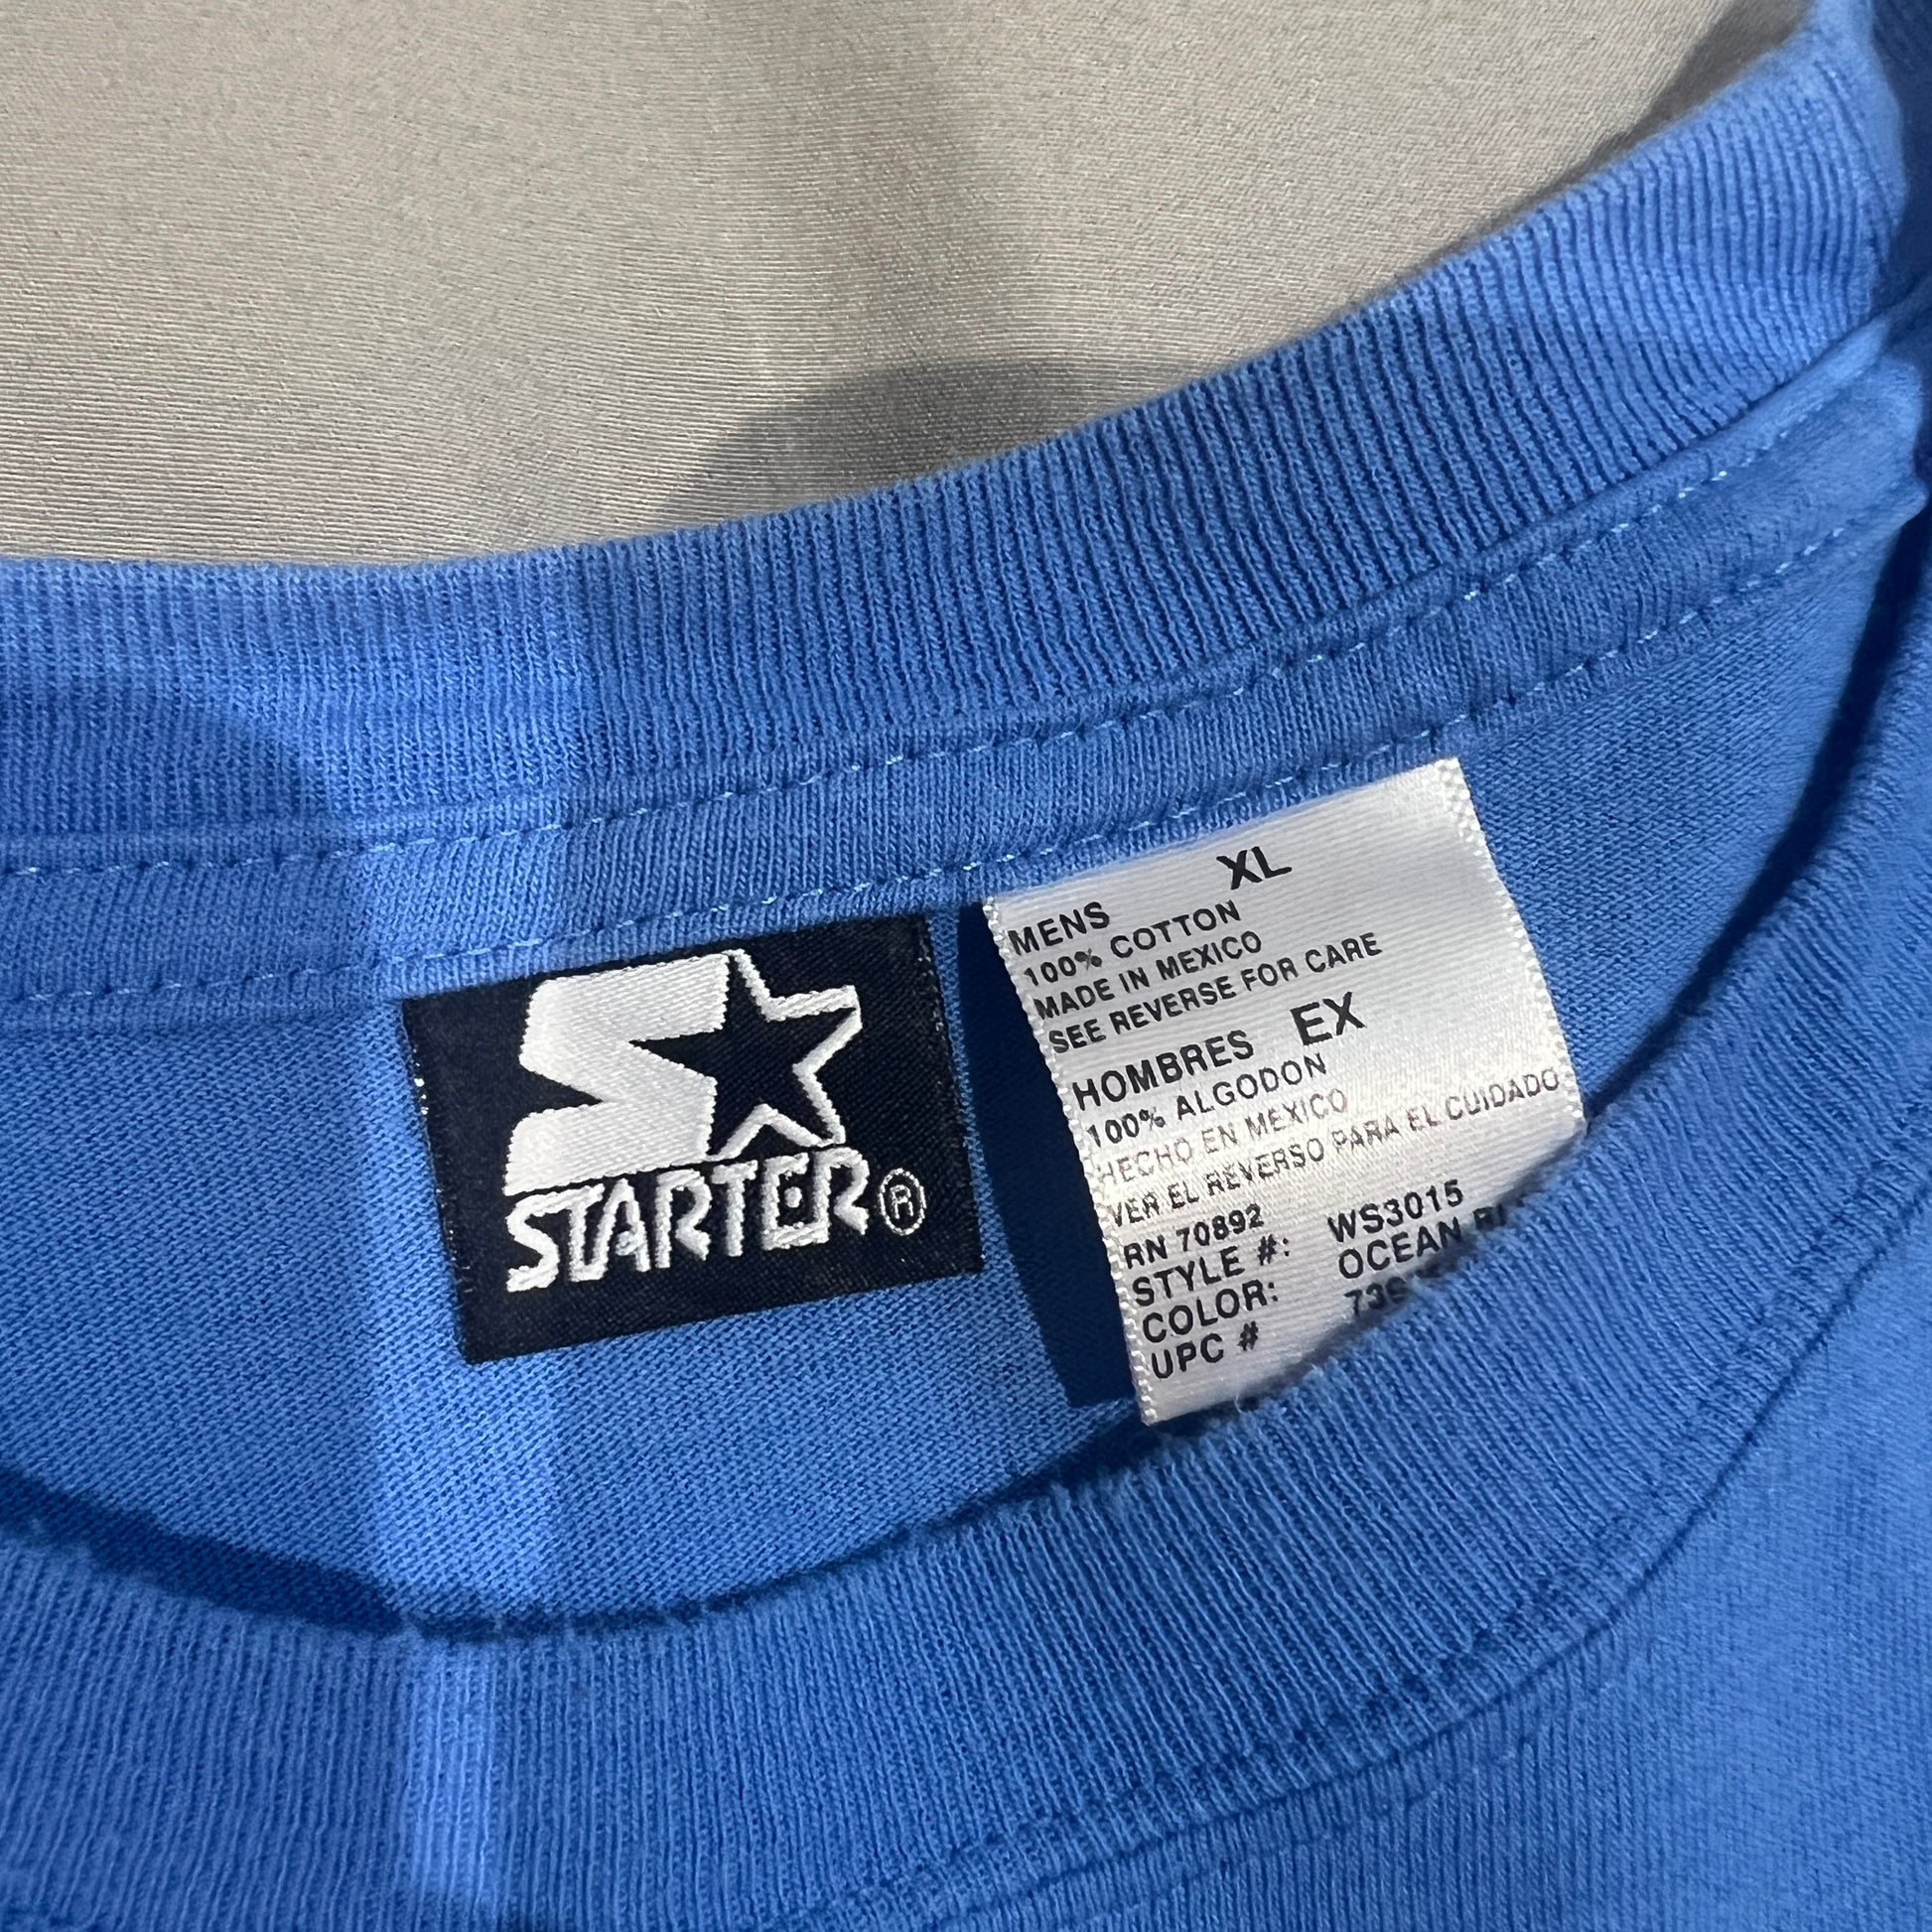 STARTER®
XL
MENS
100% COTTON
MADE IN MEXICO
SEE REVERSE FOR CARE
HOMBRES EX
100% ALGODON
HECHO EN MEXICO
VER EL REVERSO PARA EL CUIDADO
RN 70892
STYLE #: WS3015
COLOR: OCEAN
UPC #